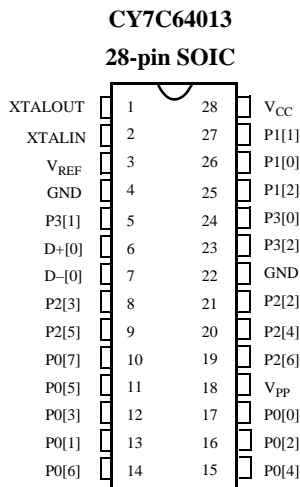 CY7C64013
28-pin SOIC
XTALOUT 1 28 VCC
XTALIN 2 27 P1[1]
VREF 3 26 P1[0]
GND 4 25 P1[2]
P3[1] 5 24 P3[0]
D+[0] 6 23 P3[2]
D–[0] 7 22 GND
P2[3] 8 21 P2[2]
P2[5] 9 20 P2[4]
P0[7] 10 19 P2[6]
P0[5] 11 18 VPP
P0[3] 12 17 P0[0]
P0[1] 13 16 P0[2]
P0[6] 14 15 P0[4]